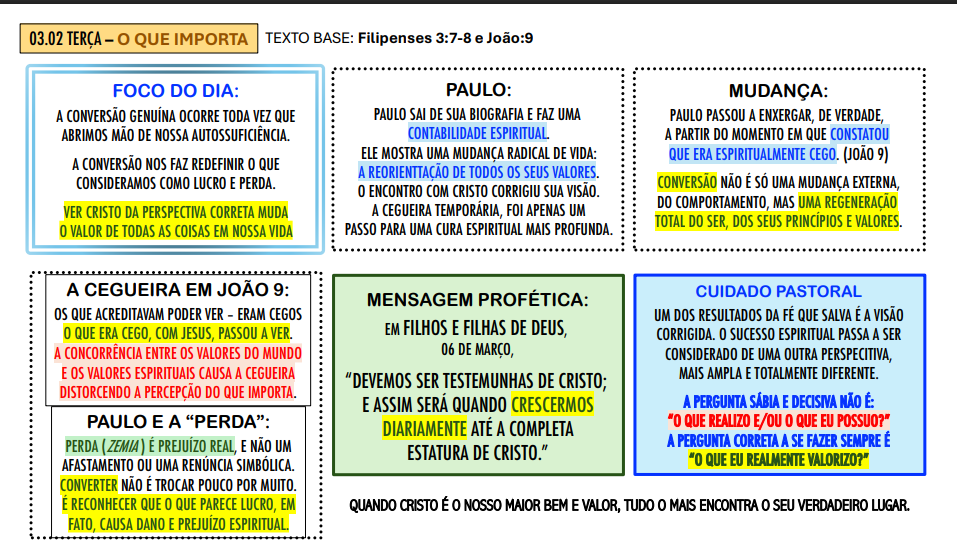 03.02 TERÇA – O QUE IMPORTA TEXTO BASE: Filipenses 3:7-8 e João:9
FOCO DO DIA:
A CONVERSÃO GENUÍNA OCORRE TODA VEZ QUE
ABRIMOS MÃO DE NOSSA AUTOSSUFICIÊNCIA.
A CONVERSÃO NOS FAZ REDEFINIR O QUE
CONSIDERAMOS COMO LUCRO E PERDA.
VER CRISTO DA PERSPECTIVA CORRETA MUDA
O VALOR DE TODAS AS COISAS EM NOSSA VIDA
PAULO:
PAULO SAI DE SUA BIOGRAFIA E FAZ UMA
CONTABILIDADE ESPIRITUAL.
ELE MOSTRA UMA MUDANÇA RADICAL DE VIDA:
A REORIENTTAÇÃO DE TODOS OS SEUS VALORES.
O ENCONTRO COM CRISTO CORRIGIU SUA VISÃO.
A CEGUEIRA TEMPORÁRIA, FOI APENAS UM
PASSO PARA UMA CURA ESPIRITUAL MAIS PROFUNDA.
MUDANÇA:
PAULO PASSOU A ENXERGAR, DE VERDADE,
A PARTIR DO MOMENTO EM QUE CONSTATOU
QUE ERA ESPIRITUALMENTE CEGO. (JOÃO 9)
CONVERSÃO NÃO É SÓ UMA MUDANÇA EXTERNA,
DO COMPORTAMENTO, MAS UMA REGENERAÇÃO
TOTAL DO SER, DOS SEUS PRINCÍPIOS E VALORES.
A CEGUEIRA EM JOÃO 9:
OS QUE ACREDITAVAM PODER VER – ERAM CEGOS
O QUE ERA CEGO, COM JESUS, PASSOU A VER.
A CONCORRÊNCIA ENTRE OS VALORES DO MUNDO
E OS VALORES ESPIRITUAIS CAUSA A CEGUEIRA
DISTORCENDO A PERCEPÇÃO DO QUE IMPORTA.
PAULO E A “PERDA”:
PERDA (ZEMIA) É PREJUÍZO REAL, E NÃO UM
AFASTAMENTO OU UMA RENÚNCIA SIMBÓLICA.
CONVERTER NÃO É TROCAR POUCO POR MUITO.
É RECONHECER QUE O QUE PARECE LUCRO, EM
FATO, CAUSA DANO E PREJUÍZO ESPIRITUAL.
MENSAGEM PROFÉTICA:
EM FILHOS E FILHAS DE DEUS,
06 DE MARÇO,
“DEVEMOS SER TESTEMUNHAS DE CRISTO;
E ASSIM SERÁ QUANDO CRESCERMOS
DIARIAMENTE ATÉ A COMPLETA
ESTATURA DE CRISTO.”
CUIDADO PASTORAL
UM DOS RESULTADOS DA FÉ QUE SALVA É A VISÃO
CORRIGIDA. O SUCESSO ESPIRITUAL PASSA A SER
CONSIDERADO DE UMA OUTRA PERSPECTIVA,
MAIS AMPLA E TOTALMENTE DIFERENTE.
A PERGUNTA SÁBIA E DECISIVA NÃO É:
“O QUE REALIZO E/OU O QUE EU POSSUO?”
A PERGUNTA CORRETA A SE FAZER SEMPRE É
“O QUE EU REALMENTE VALORIZO?”
QUANDO CRISTO É O NOSSO MAIOR BEM E VALOR, TUDO O MAIS ENCONTRA O SEU VERDADEIRO LUGAR.